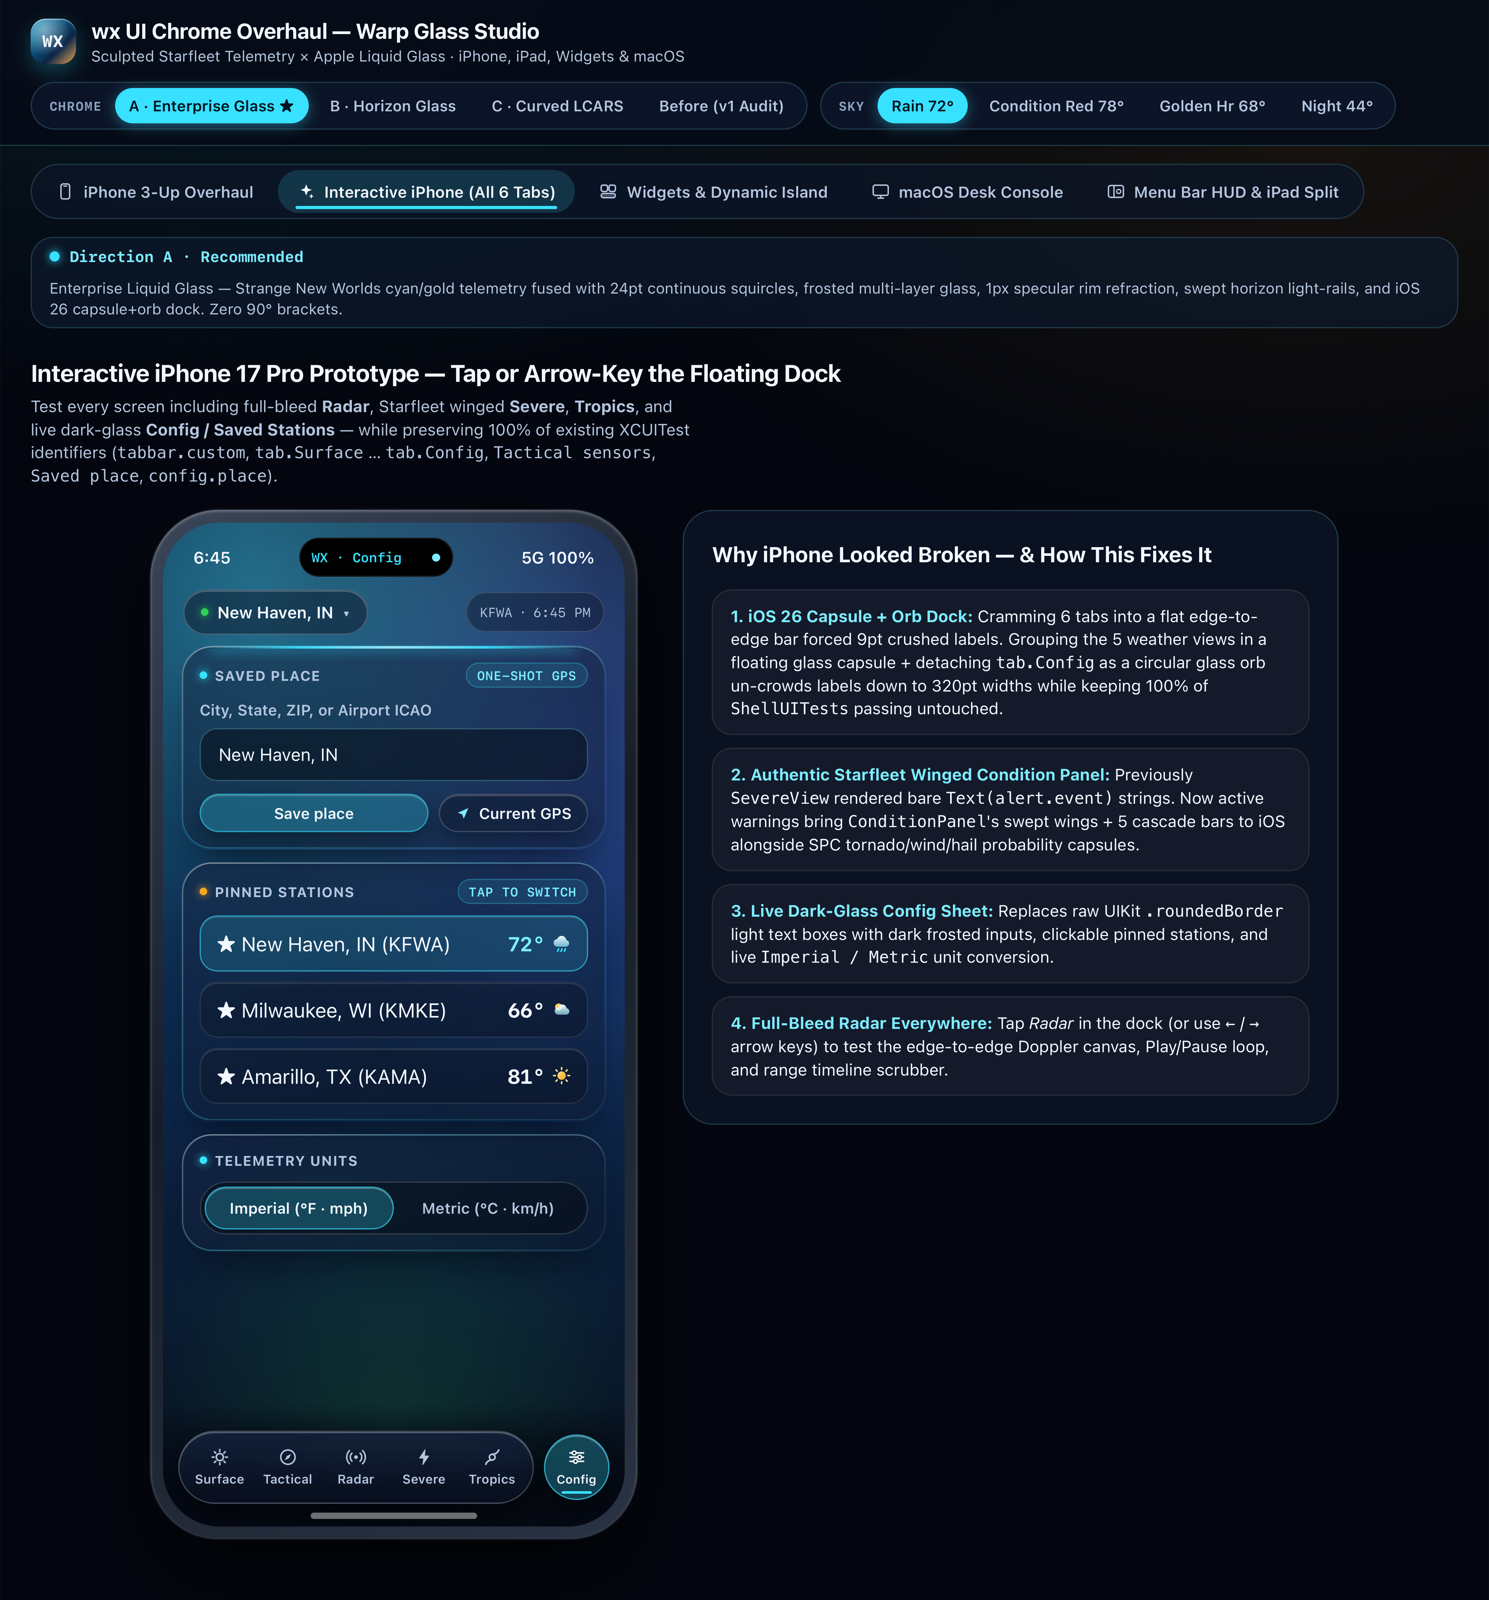 WX
wx UI Chrome Overhaul — Warp Glass Studio
Sculpted Starfleet Telemetry × Apple Liquid Glass · iPhone, iPad, Widgets & macOS
CHROME A · Enterprise Glass ★ B · Horizon Glass C · Curved LCARS Before (v1 Audit)
SKY Rain 72° Condition Red 78° Golden Hr 68° Night 44°
iPhone 3-Up Overhaul Interactive iPhone (All 6 Tabs) Widgets & Dynamic Island macOS Desk Console Menu Bar HUD & iPad Split
Direction A · Recommended
Enterprise Liquid Glass — Strange New Worlds cyan/gold telemetry fused with 24pt continuous squircles, frosted multi-layer glass, 1px specular rim refraction, swept horizon light-rails, and iOS
26 capsule+orb dock. Zero 90° brackets.
Interactive iPhone 17 Pro Prototype — Tap or Arrow-Key the Floating Dock
Test every screen including full-bleed Radar, Starfleet winged Severe, Tropics, and
live dark-glass Config / Saved Stations — while preserving 100% of existing XCUITest
identifiers (tabbar.custom, tab.Surface … tab.Config, Tactical sensors,
Saved place, config.place).
6:45 WX · Config 5G 100%
New Haven, IN ▾ KFWA · 6:45 PM
SAVED PLACE ONE-SHOT GPS
City, State, ZIP, or Airport ICAO
New Haven, IN
Save place Current GPS
PINNED STATIONS TAP TO SWITCH
★ New Haven, IN (KFWA) 72° 🌧️
★ Milwaukee, WI (KMKE) 66° ⛅
★ Amarillo, TX (KAMA) 81° ☀️
TELEMETRY UNITS
Imperial (°F · mph) Metric (°C · km/h)
Surface Tactical Radar Severe Tropics Config
Why iPhone Looked Broken — & How This Fixes It
1. iOS 26 Capsule + Orb Dock: Cramming 6 tabs into a flat edge-to-
edge bar forced 9pt crushed labels. Grouping the 5 weather views in a
floating glass capsule + detaching tab.Config as a circular glass orb
un-crowds labels down to 320pt widths while keeping 100% of
ShellUITests passing untouched.
2. Authentic Starfleet Winged Condition Panel: Previously
SevereView rendered bare Text(alert.event) strings. Now active
warnings bring ConditionPanel's swept wings + 5 cascade bars to iOS
alongside SPC tornado/wind/hail probability capsules.
3. Live Dark-Glass Config Sheet: Replaces raw UIKit .roundedBorder
light text boxes with dark frosted inputs, clickable pinned stations, and
live Imperial / Metric unit conversion.
4. Full-Bleed Radar Everywhere: Tap Radar in the dock (or use ← / →
arrow keys) to test the edge-to-edge Doppler canvas, Play/Pause loop,
and range timeline scrubber.